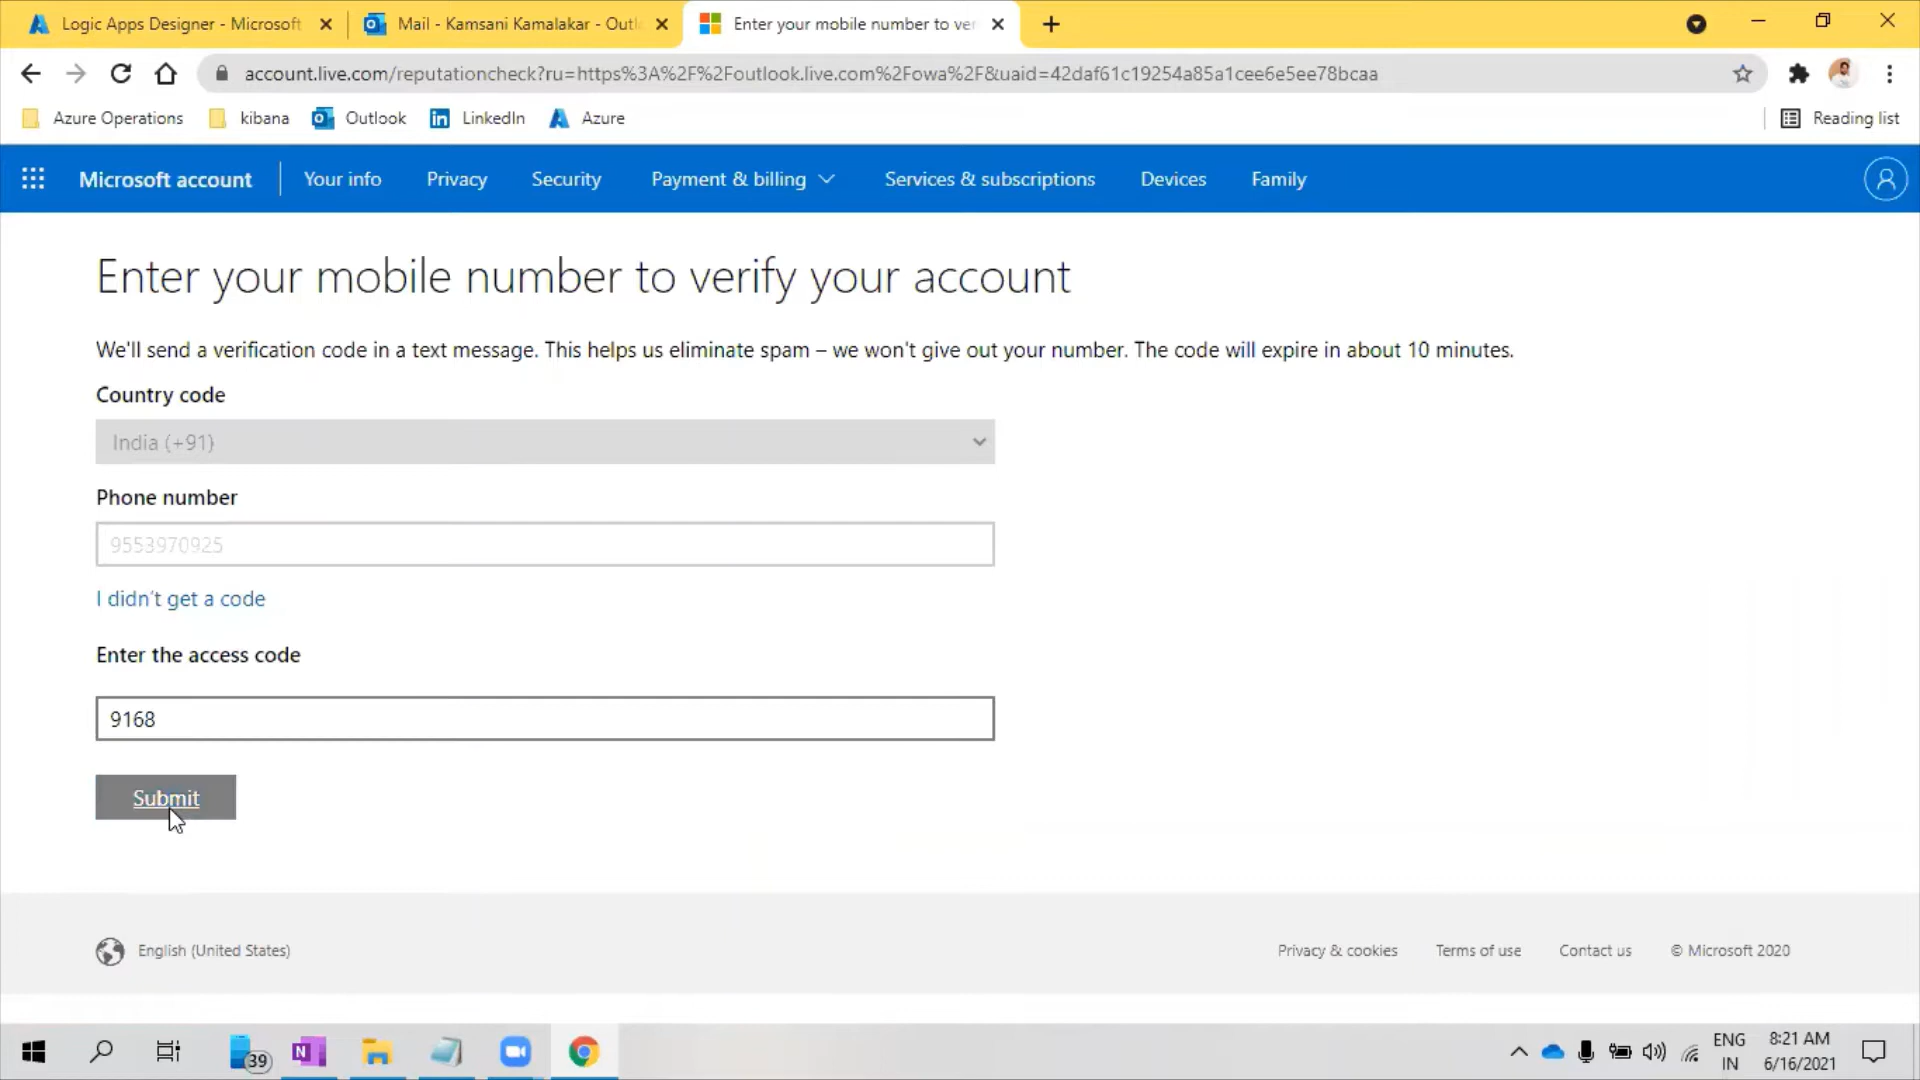 Logic Apps Designer - Microsoft
Mail - Kamsani Kamalakar - Outl
Enter your mobile number to ver
account.live.com/reputationcheck?ru=https%3A%2F%2Foutlook.live.com%2Fowa%2F&uaid=42daf61c19254a85a1cee6e5ee78bcaa
Azure Operations
kibana
Outlook
LinkedIn
Azure
Reading list
Microsoft account
Your info
Privacy
Security
Payment & billing
Services & subscriptions
Devices
Family
Enter your mobile number to verify your account
We'll send a verification code in a text message. This helps us eliminate spam – we won't give out your number. The code will expire in about 10 minutes.
Country code
India (+91)
Phone number
9553970925
I didn't get a code
Enter the access code
9168
Submit
English (United States)
Privacy & cookies
Terms of use
Contact us
© Microsoft 2020
39
N
ENG
IN
8:21 AM
6/16/2021